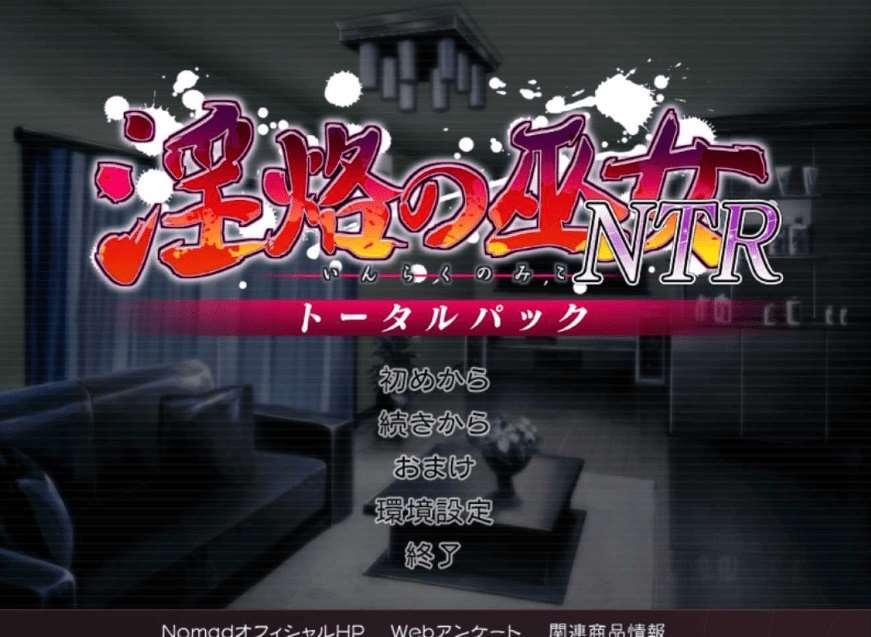 淫烙の巫女NTR
いんらくのみこ
トータルパック
初めから
続きから
おまけ
環境設定
終了
NomadオフィシャルHP Webアンケート 関連商品情報